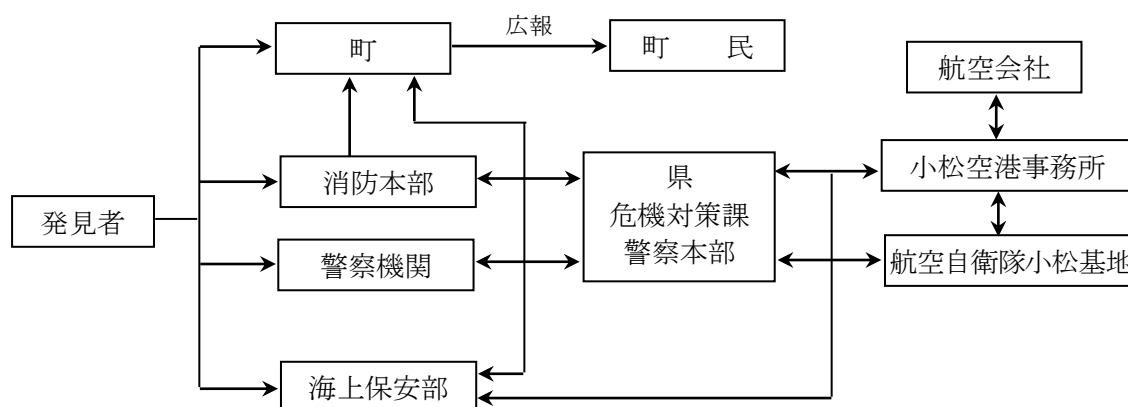 町
広報
町　　民
航空会社
消防本部
県
危機対策課
警察本部
小松空港事務所
発見者
警察機関
航空自衛隊小松基地
海上保安部